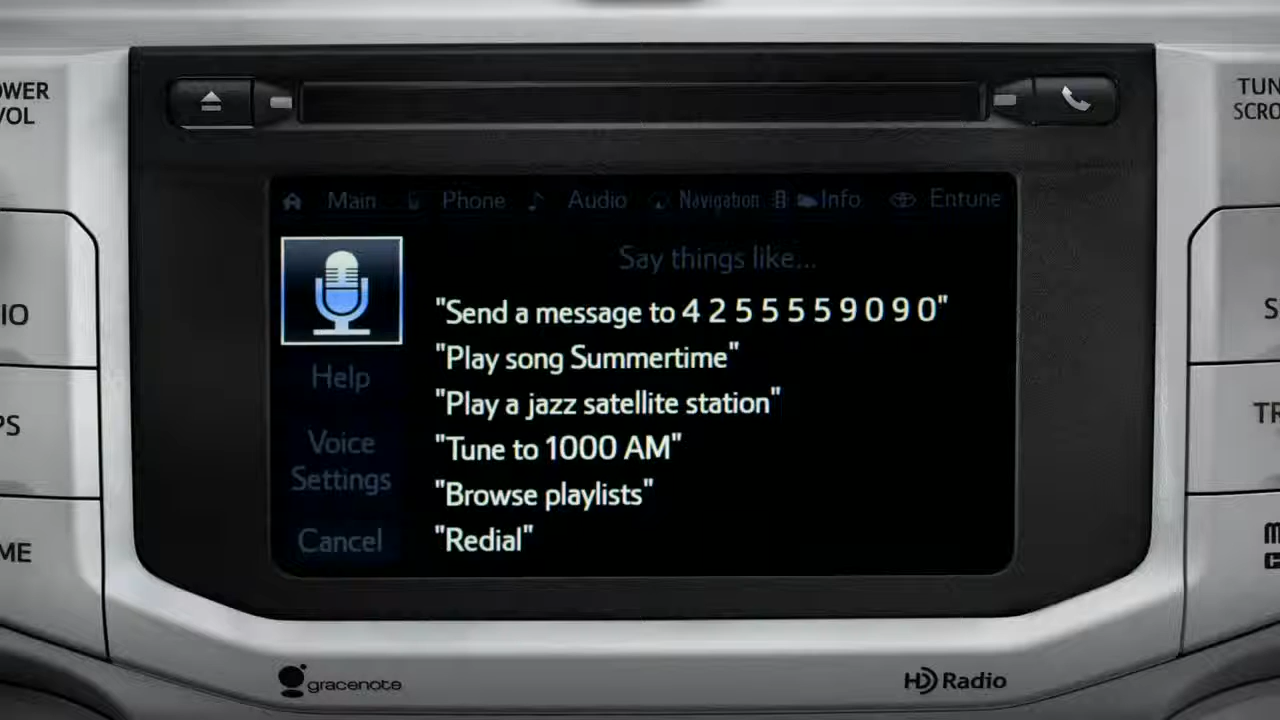 OWER
VOL
TUN
SCRO
Main Phone Audio Navigation Info Entune
Say things like...
"Send a message to 4 2 5 5 5 5 9 0 9 0"
"Play song Summertime"
"Play a jazz satellite station"
"Tune to 1000 AM"
"Browse playlists"
"Redial"
Help
Voice
Settings
Cancel
IO
PS
ME
S
TR
gracenote
HD Radio